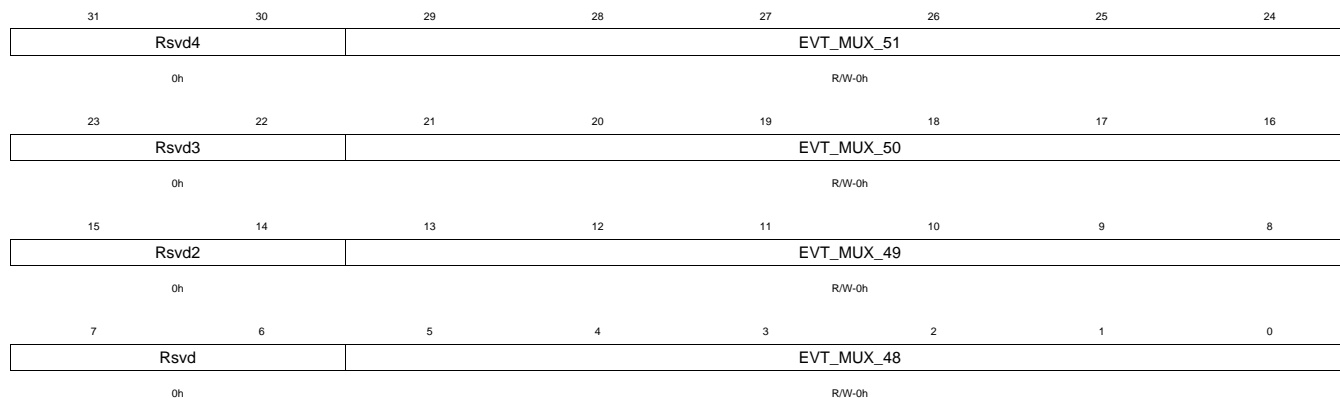 31 30 29 28 27 26 25 24
Rsvd4 EVT_MUX_51
0h R/W-0h
23 22 21 20 19 18 17 16
Rsvd3 EVT_MUX_50
0h R/W-0h
15 14 13 12 11 10 9 8
Rsvd2 EVT_MUX_49
0h R/W-0h
7 6 5 4 3 2 1 0
Rsvd EVT_MUX_48
0h R/W-0h